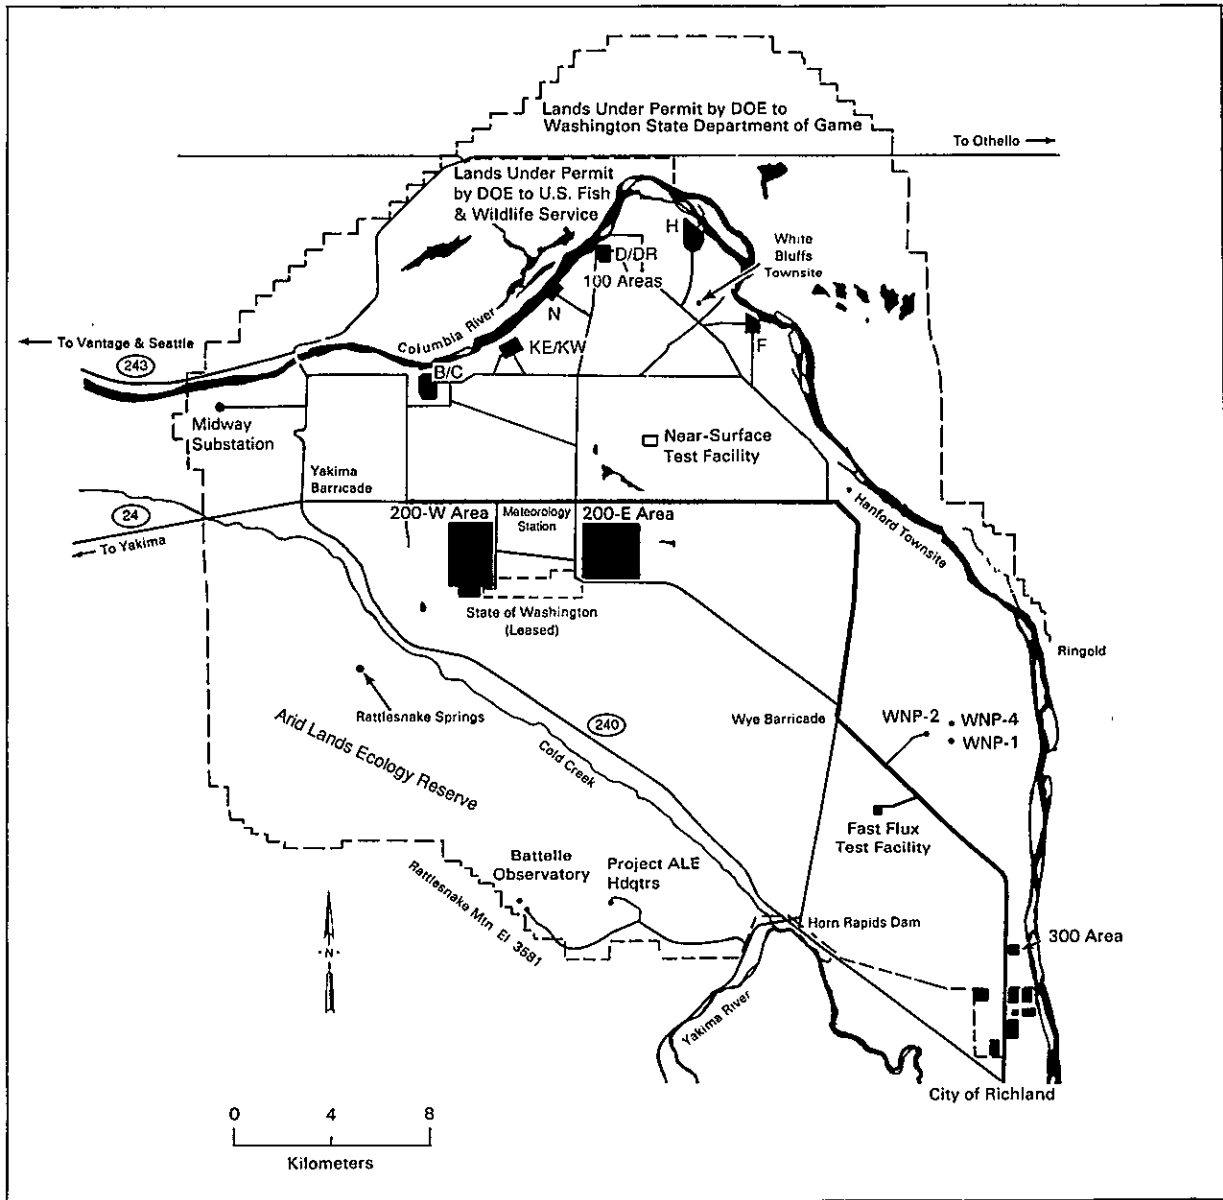 Lands Under Permit by DOE to
Washington State Department of Game
To Othello
Lands Under Permit
by DOE to U.S. Fish
& Wildlife Service
H
White
Bluffs
Townsite
D/DR
100 Areas
N
Columbia River
To Vantage & Seattle
243
KE/KW
F
B/C
Midway
Substation
Near-Surface
Test Facility
Yakima
Barricade
Hanford Townsite
24
To Yakima
200-W Area
Meteorology
Station
200-E Area
State of Washington
(Leased)
Ringold
Rattlesnake Springs
Arid Lands Ecology Reserve
240
Cold Creek
Wye Barricade
WNP-2
WNP-4
WNP-1
Fast Flux
Test Facility
Battelle
Observatory
Project ALE
Hdqtrs
Rattlesnake Mtn El 3581
Horn Rapids Dam
300 Area
N
Yakima River
City of Richland
0 4 8
Kilometers